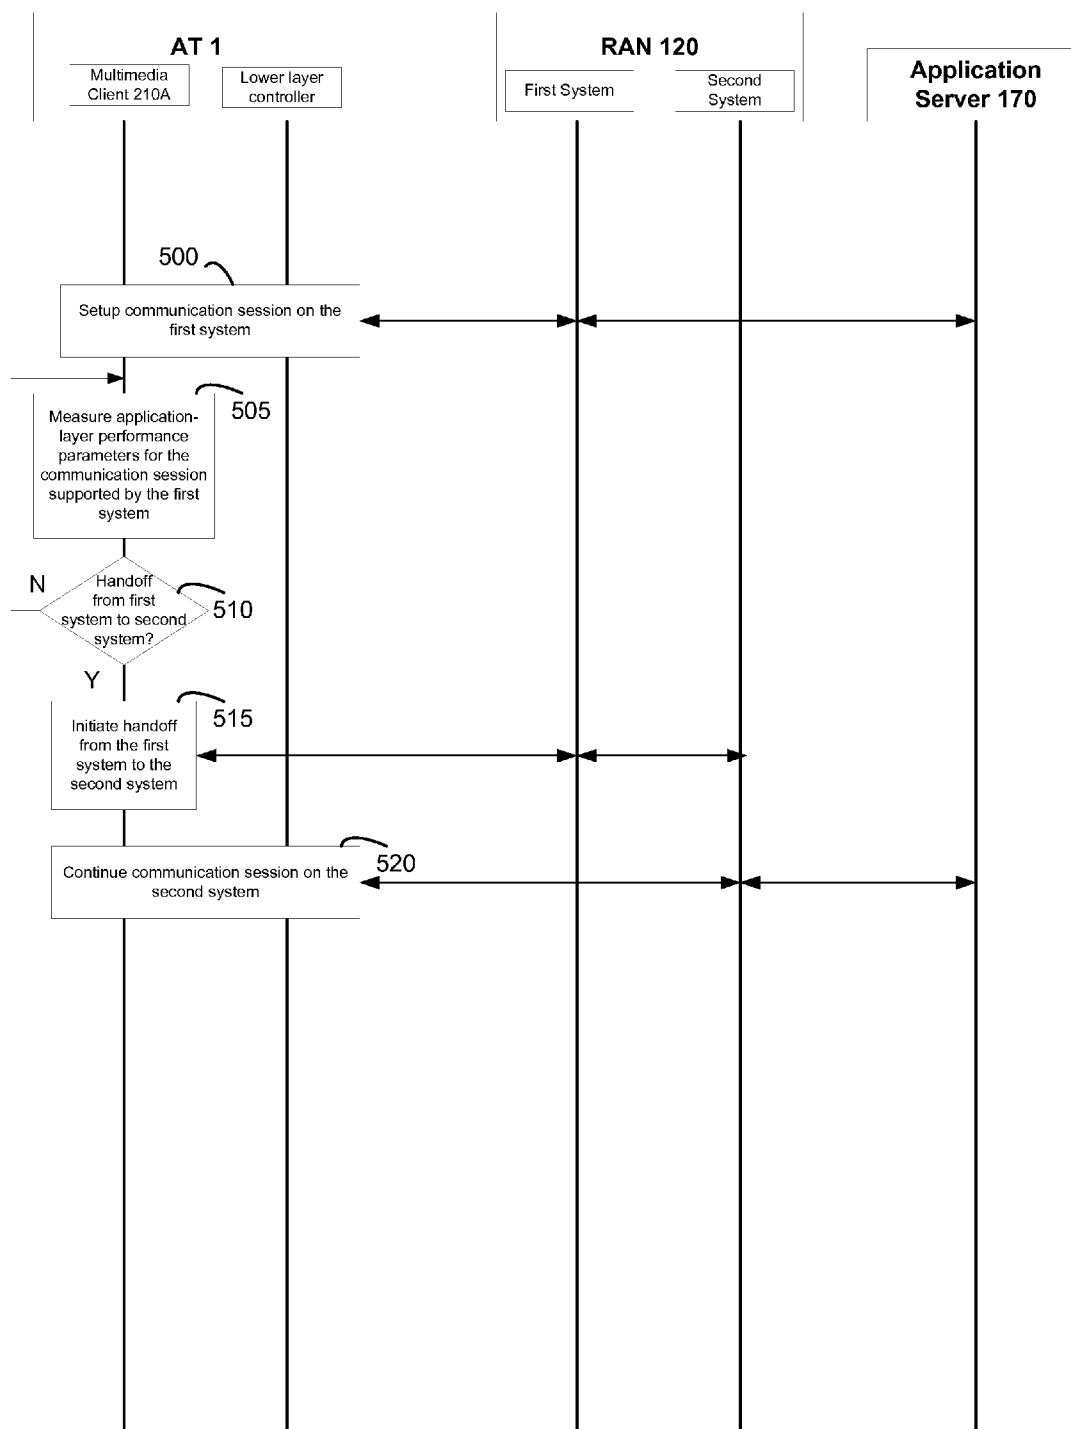 AT 1
RAN 120
Application
Server 170
Multimedia
Client 210A
Lower layer
controller
First System
Second
System
500
Setup communication session on the
first system
505
Measure application-
layer performance
parameters for the
communication session
supported by the first
system
N
Handoff
from first
system to second
system?
510
Y
515
Initiate handoff
from the first
system to the
second system
520
Continue communication session on the
second system